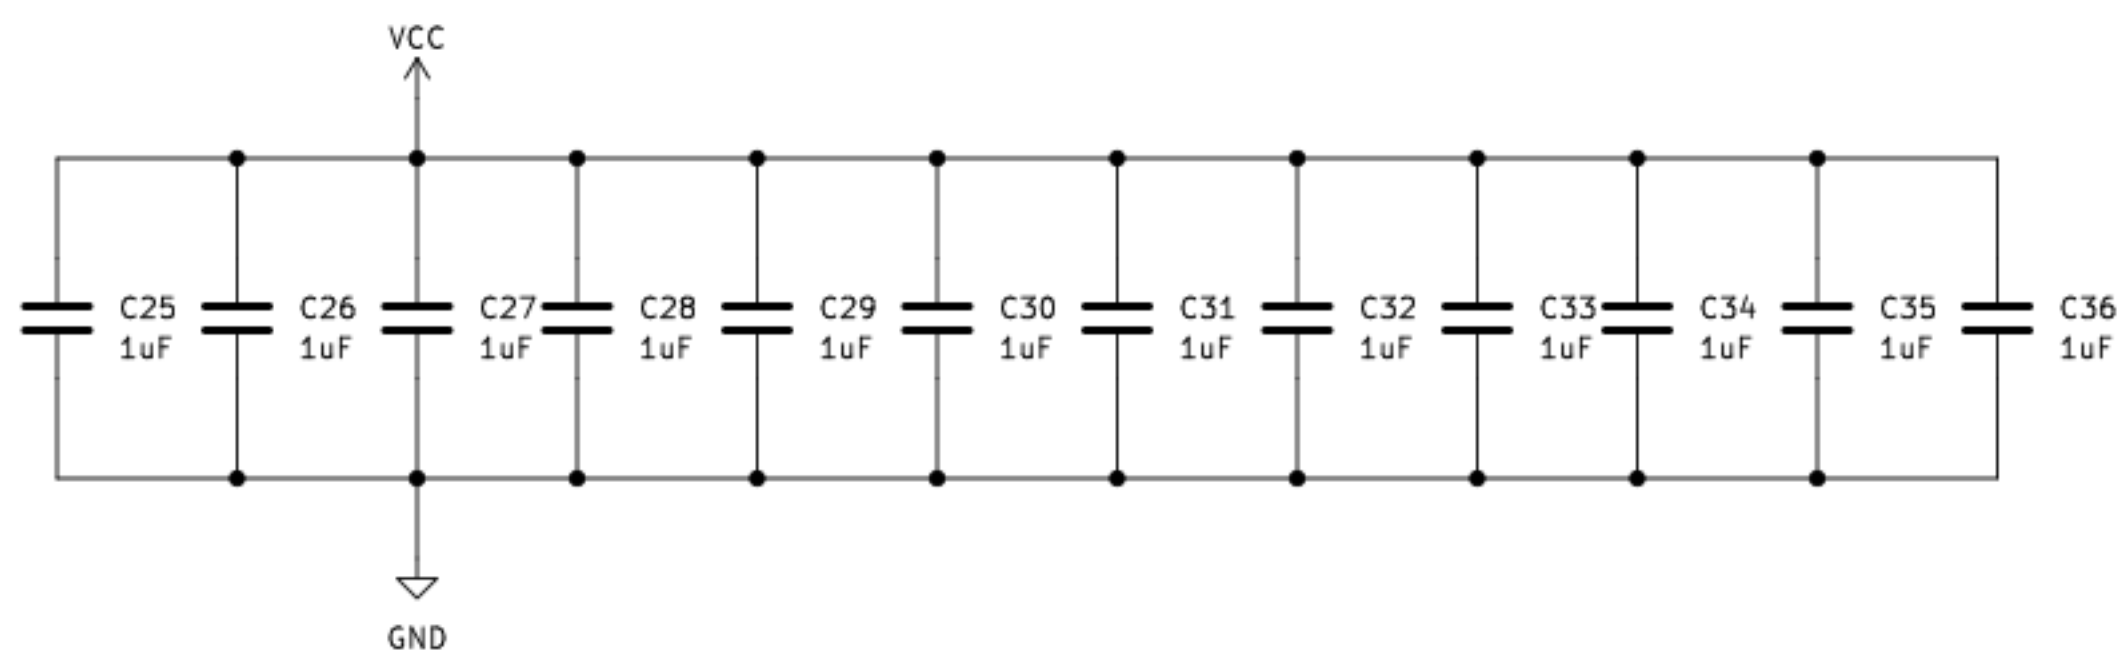 VCC
C25 C26 C27 C28 C29 C30 C31 C32 C33 C34 C35 C36
1uF 1uF 1uF 1uF 1uF 1uF 1uF 1uF 1uF 1uF 1uF 1uF
GND